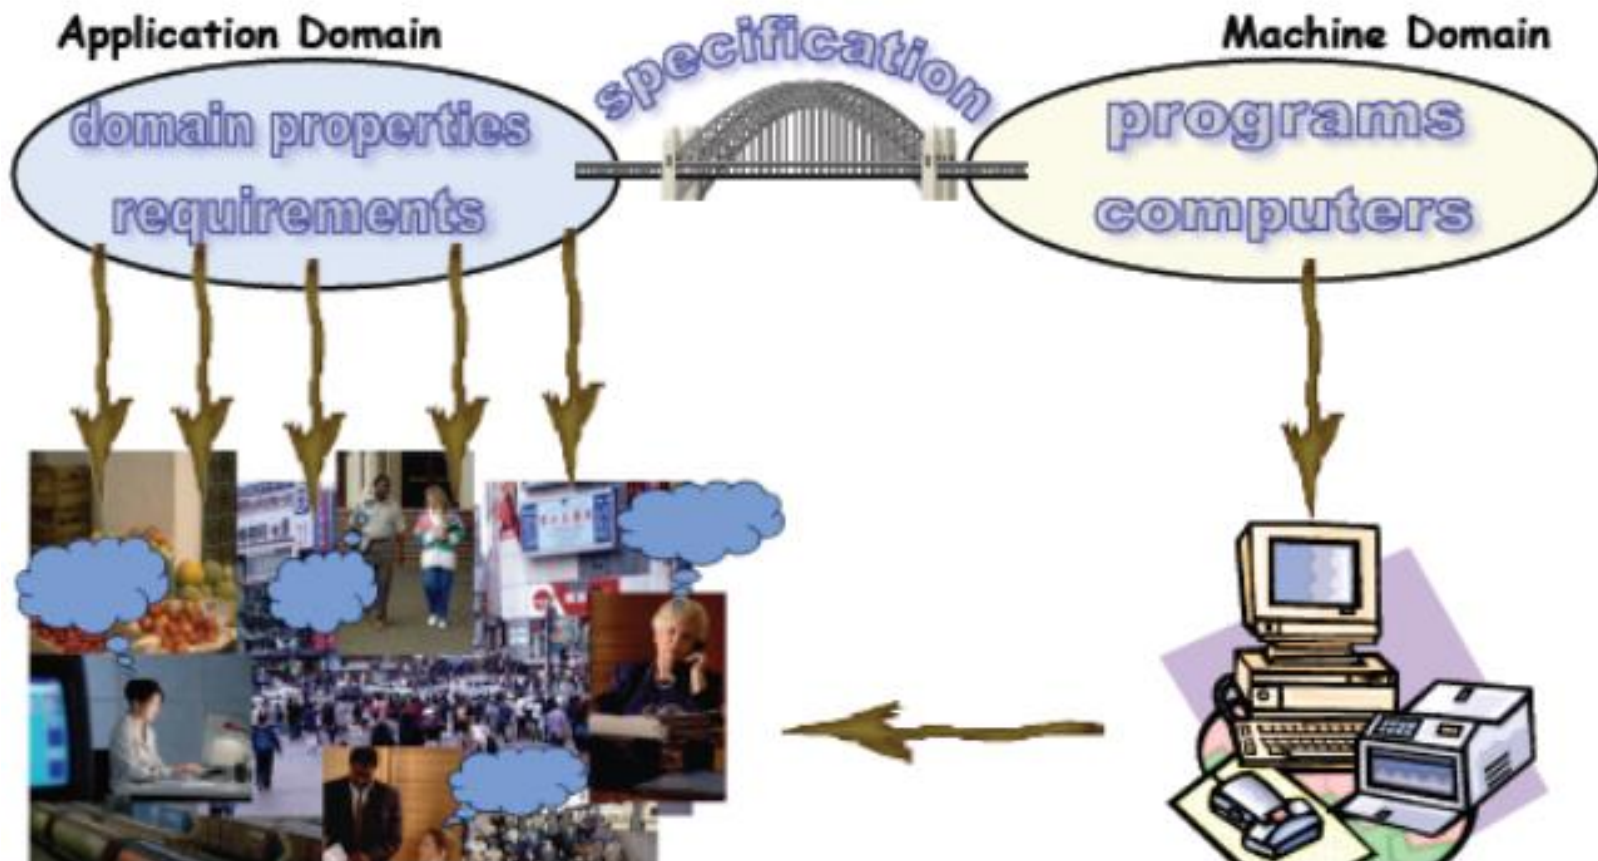 Application Domain
domain properties
requirements
specification
Machine Domain
programs
computers